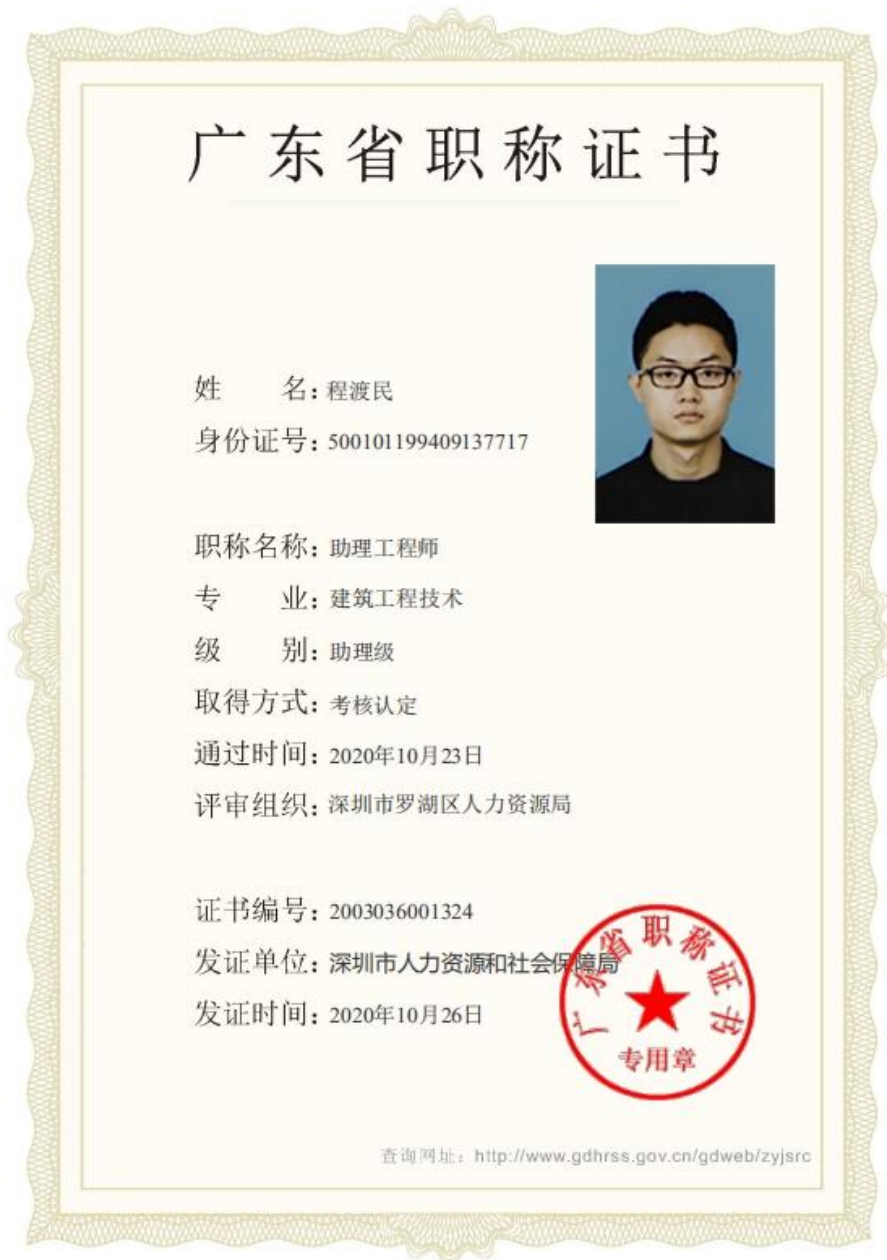 广东省职称证书
姓 名：程渡民
身份证号：500101199409137717
职称名称：助理工程师
专 业：建筑工程技术
级 别：助理级
取得方式：考核认定
通过时间：2020年10月23日
评审组织：深圳市罗湖区人力资源局
证书编号：2003036001324
发证单位：深圳市人力资源和社会保障局
发证时间：2020年10月26日
广东省职称证书
专用章
查询网址：http://www.gdhrss.gov.cn/gdweb/zyjsrc